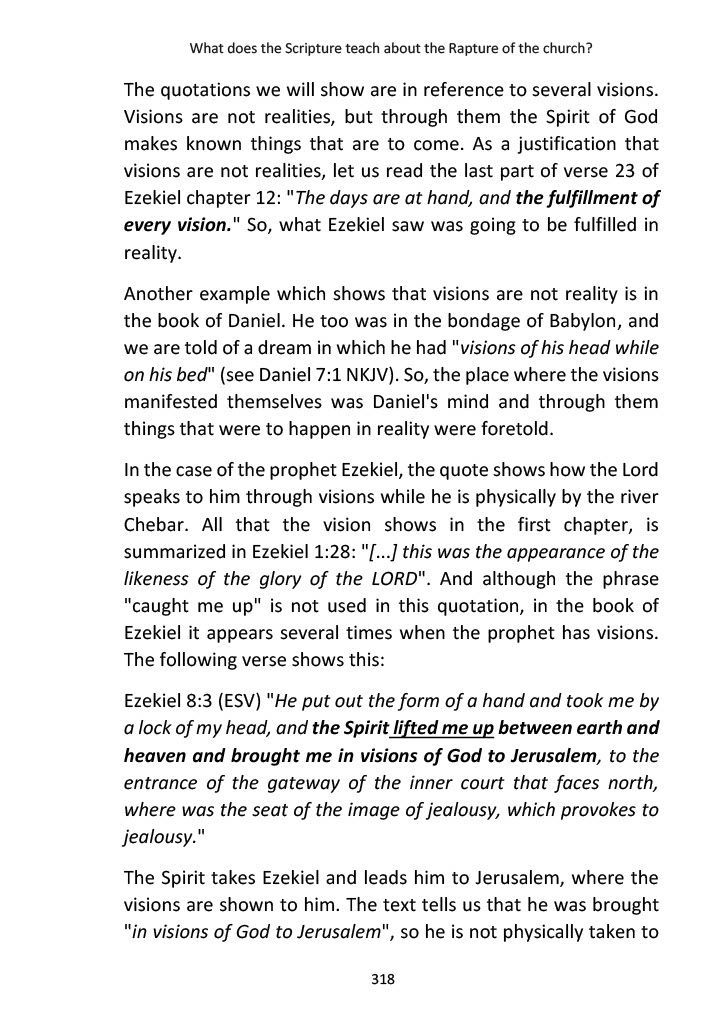 What does the Scripture teach about the Rapture of the church?
The quotations we will show are in reference to several visions.
Visions are not realities, but through them the Spirit of God
makes known things that are to come. As a justification that
visions are not realities, let us read the last part of verse 23 of
Ezekiel chapter 12: "The days are at hand, and the fulfillment of
every vision." So, what Ezekiel saw was going to be fulfilled in
reality.
Another example which shows that visions are not reality is in
the book of Daniel. He too was in the bondage of Babylon, and
we are told of a dream in which he had "visions of his head while
on his bed" (see Daniel 7:1 NKJV). So, the place where the visions
manifested themselves was Daniel's mind and through them
things that were to happen in reality were foretold.
In the case of the prophet Ezekiel, the quote shows how the Lord
speaks to him through visions while he is physically by the river
Chebar. All that the vision shows in the first chapter, is
summarized in Ezekiel 1:28: "[...] this was the appearance of the
likeness of the glory of the LORD". And although the phrase
"caught me up" is not used in this quotation, in the book of
Ezekiel it appears several times when the prophet has visions.
The following verse shows this:
Ezekiel 8:3 (ESV) "He put out the form of a hand and took me by
a lock of my head, and the Spirit lifted me up between earth and
heaven and brought me in visions of God to Jerusalem, to the
entrance of the gateway of the inner court that faces north,
where was the seat of the image of jealousy, which provokes to
jealousy."
The Spirit takes Ezekiel and leads him to Jerusalem, where the
visions are shown to him. The text tells us that he was brought
"in visions of God to Jerusalem", so he is not physically taken to
318